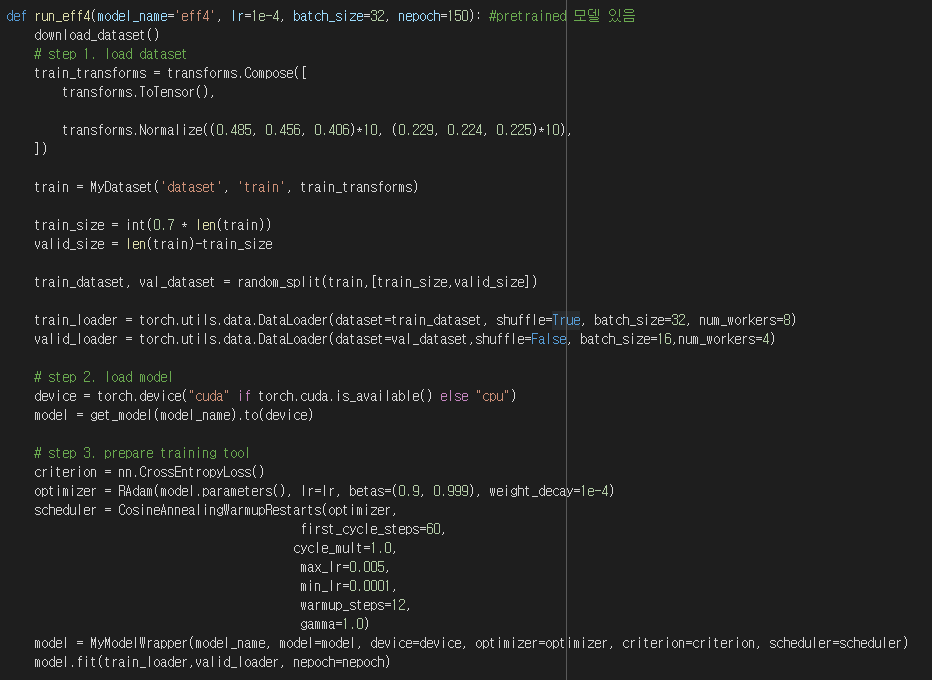 def run_eff4(model_name='eff4', lr=1e-4, batch_size=32, nepoch=150): #pretrained 모델 있음
    download_dataset()
    # step 1. load dataset
    train_transforms = transforms.Compose([
        transforms.ToTensor(),
        transforms.Normalize((0.485, 0.456, 0.406)*10, (0.229, 0.224, 0.225)*10),
    ])
    train = MyDataset('dataset', 'train', train_transforms)
    train_size = int(0.7 * len(train))
    valid_size = len(train)-train_size
    train_dataset, val_dataset = random_split(train,[train_size,valid_size])
    train_loader = torch.utils.data.DataLoader(dataset=train_dataset, shuffle=True, batch_size=32, num_workers=8)
    valid_loader = torch.utils.data.DataLoader(dataset=val_dataset,shuffle=False, batch_size=16,num_workers=4)
    # step 2. load model
    device = torch.device("cuda" if torch.cuda.is_available() else "cpu")
    model = get_model(model_name).to(device)
    # step 3. prepare training tool
    criterion = nn.CrossEntropyLoss()
    optimizer = RAdam(model.parameters(), lr=lr, betas=(0.9, 0.999), weight_decay=1e-4)
    scheduler = CosineAnnealingWarmupRestarts(optimizer,
                                          first_cycle_steps=60,
                                         cycle_mult=1.0,
                                          max_lr=0.005,
                                          min_lr=0.0001,
                                          warmup_steps=12,
                                          gamma=1.0)
    model = MyModelWrapper(model_name, model=model, device=device, optimizer=optimizer, criterion=criterion, scheduler=scheduler)
    model.fit(train_loader,valid_loader, nepoch=nepoch)